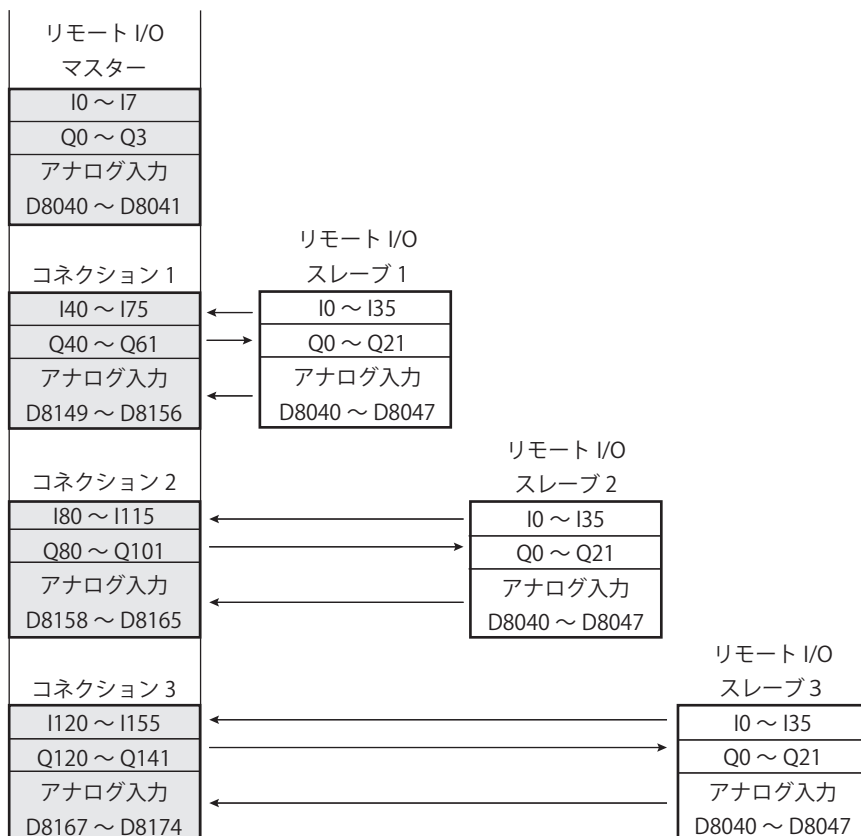 リモート I/O
マスター
I0 ～ I7
Q0 ～ Q3
アナログ入力
D8040 ～ D8041
リモート I/O
コネクション 1
スレーブ 1
I40 ～ I75
I0 ～ I35
Q40 ～ Q61
Q0 ～ Q21
アナログ入力
アナログ入力
D8149 ～ D8156
D8040 ～ D8047
リモート I/O
コネクション 2
スレーブ 2
I80 ～ I115
I0 ～ I35
Q80 ～ Q101
Q0 ～ Q21
アナログ入力
アナログ入力
D8158 ～ D8165
D8040 ～ D8047
リモート I/O
コネクション 3
スレーブ 3
I120 ～ I155
I0 ～ I35
Q120 ～ Q141
Q0 ～ Q21
アナログ入力
アナログ入力
D8167 ～ D8174
D8040 ～ D8047